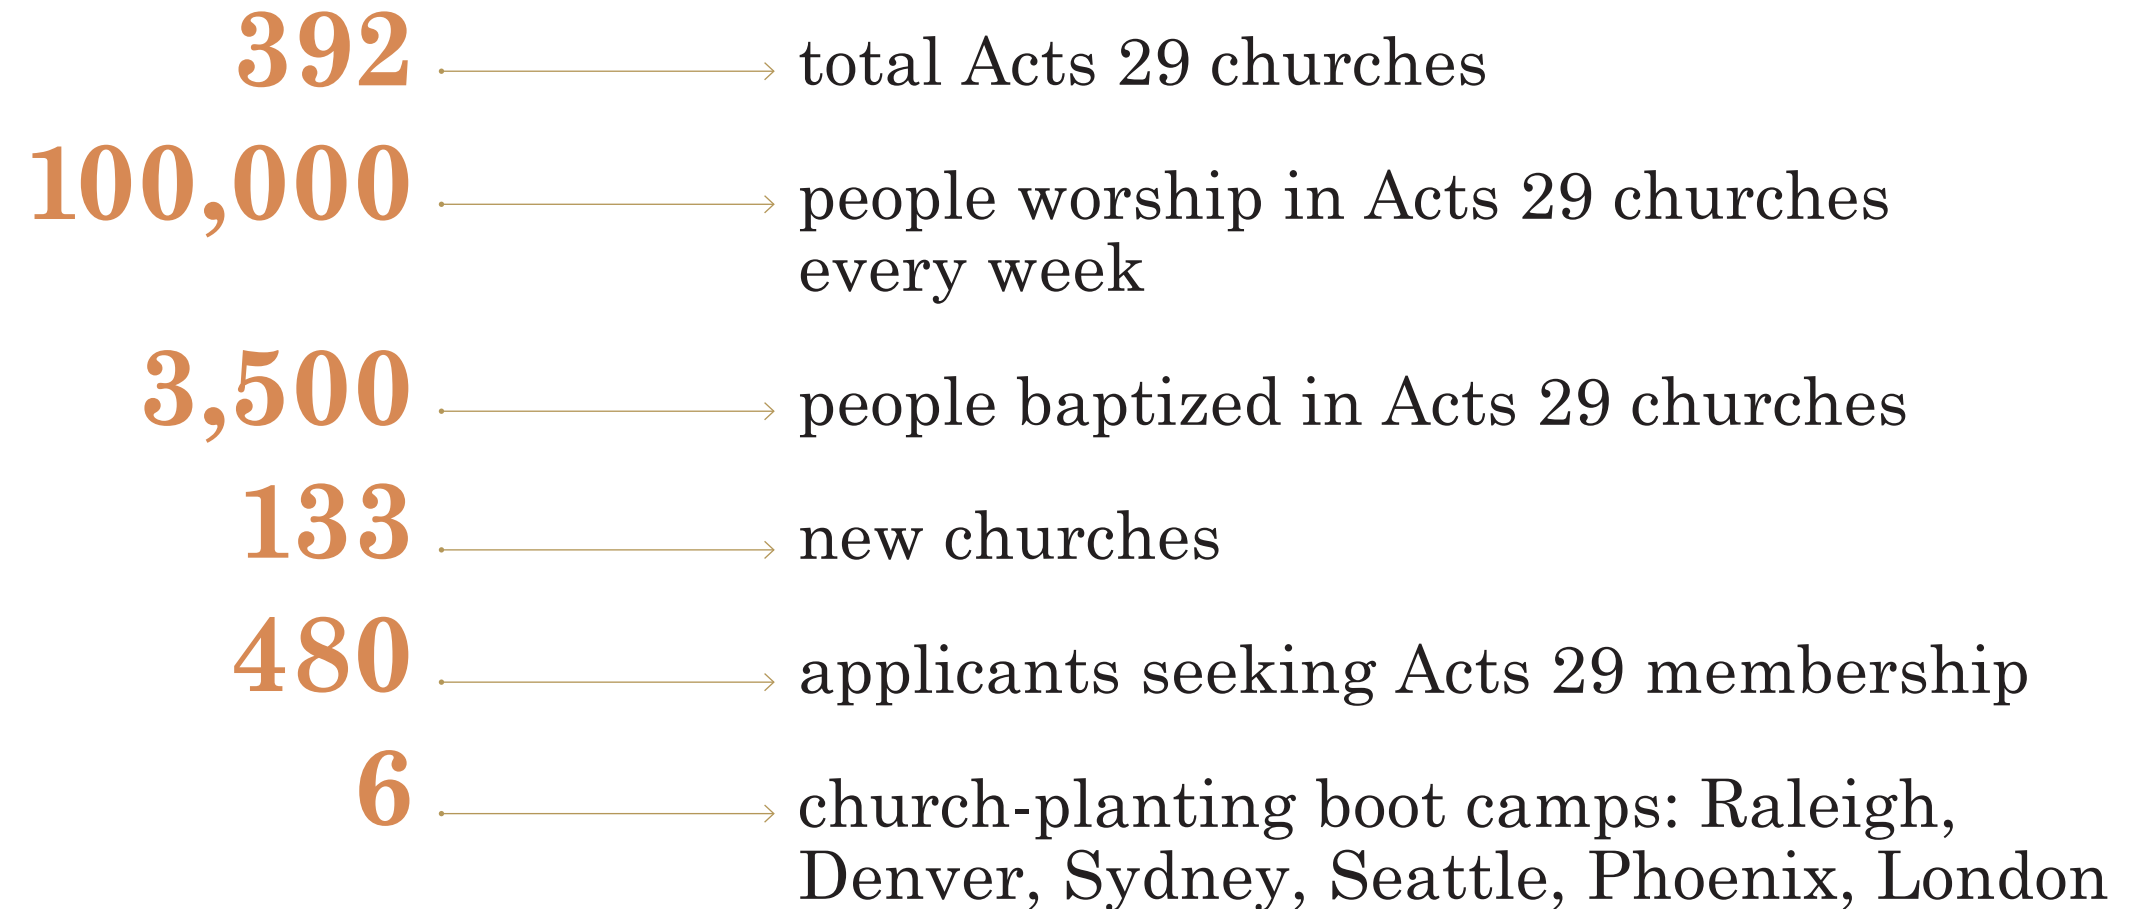 392 total Acts 29 churches
100,000 people worship in Acts 29 churches
every week
3,500 people baptized in Acts 29 churches
133 new churches
480 applicants seeking Acts 29 membership
6 church-planting boot camps: Raleigh,
Denver, Sydney, Seattle, Phoenix, London